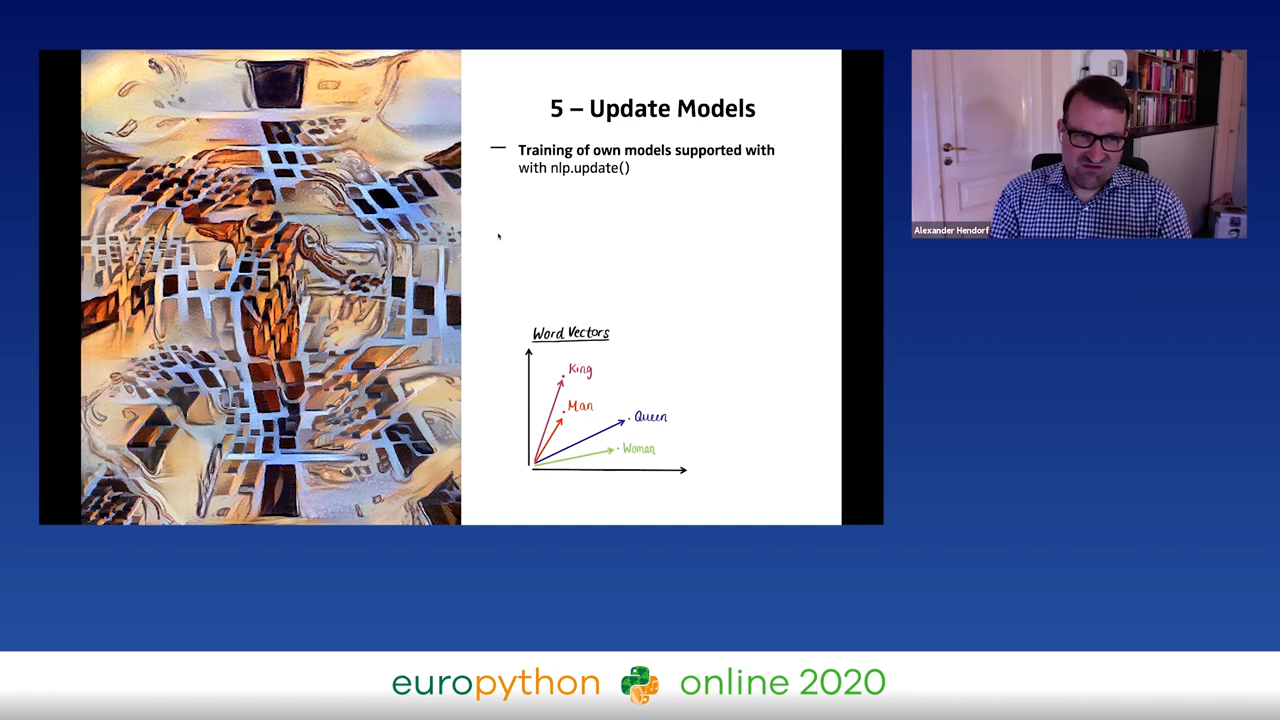 5 – Update Models
— Training of own models supported with
with nlp.update()
Word Vectors
King
Man
Queen
Woman
Alexander Hendorf
europython online 2020